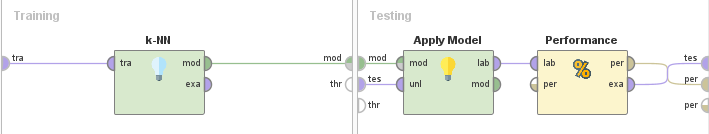 Training
Testing
k-NN
Apply Model
Performance
tra
tra
mod
mod
mod
mod
lab
lab
per
tes
exa
thr
tes
unl
mod
per
exa
per
thr
per
%